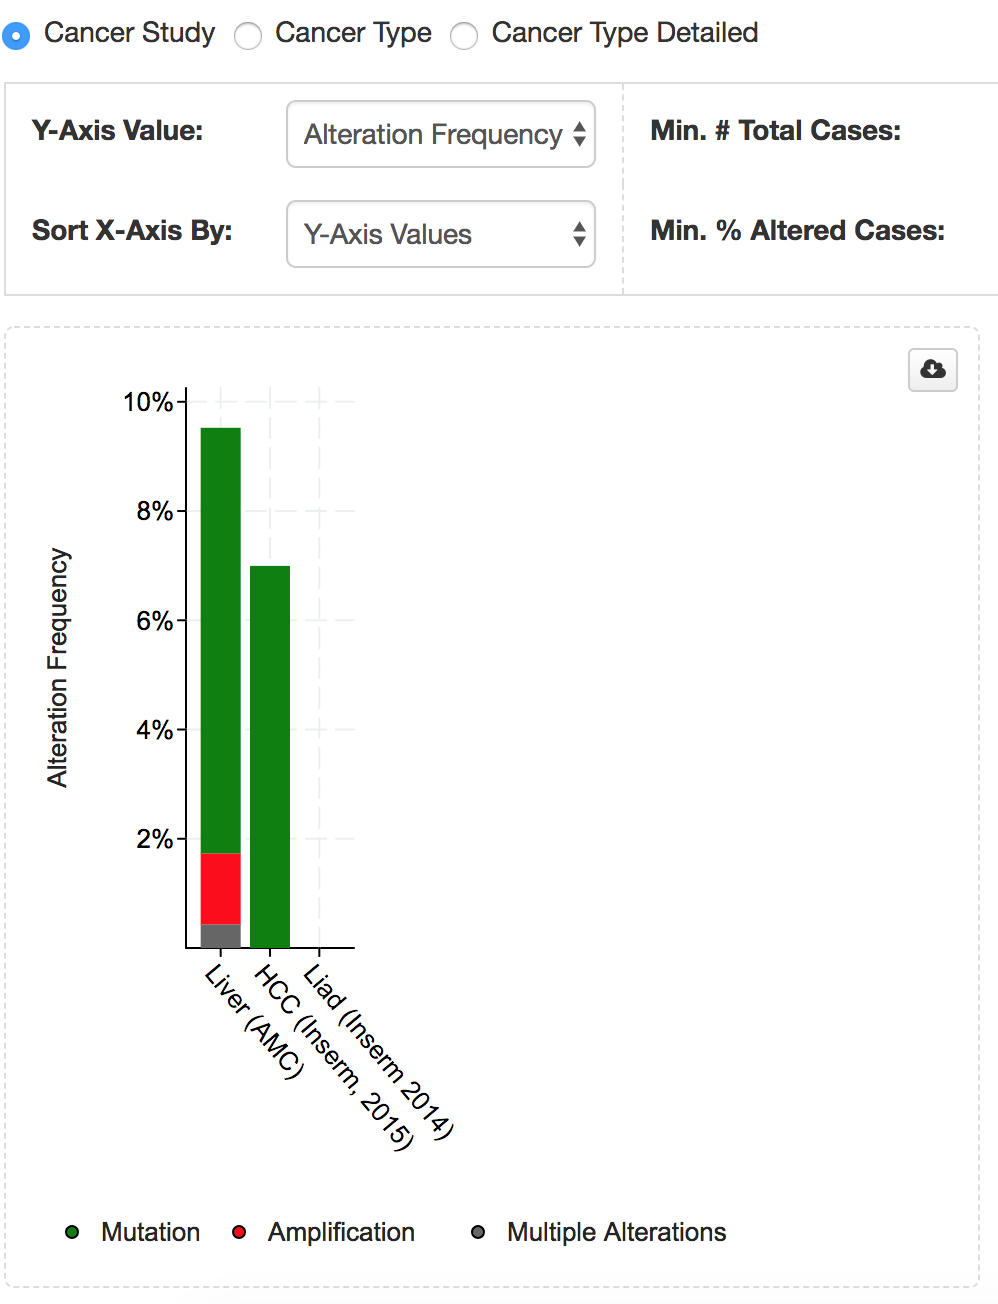 Cancer Study Cancer Type Cancer Type Detailed
Y-Axis Value: Alteration Frequency Min. # Total Cases:
Sort X-Axis By: Y-Axis Values Min. % Altered Cases:
10%
8%
6%
4%
2%
Alteration Frequency
Liver (AMC)
HCC (Inserm, 2015)
Liad (Inserm 2014)
Mutation Amplification Multiple Alterations